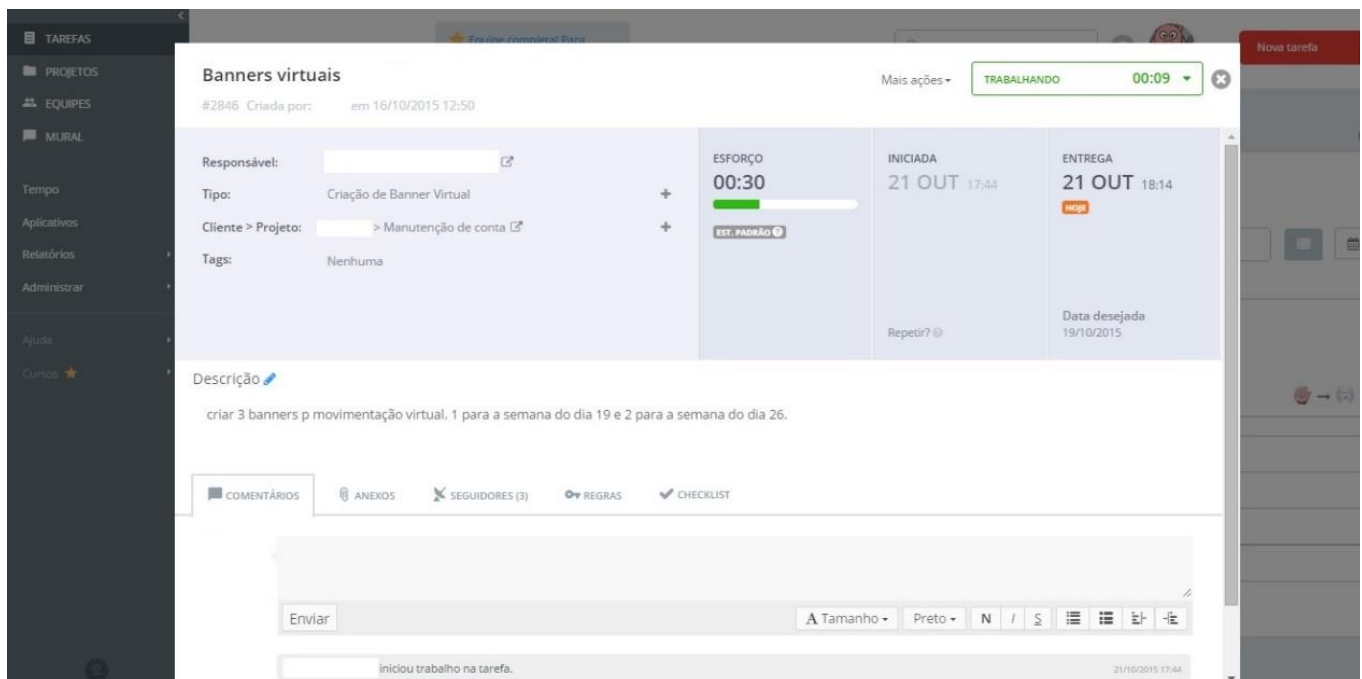 TAREFAS
PROJETOS
EQUIPES
MURAL
Tempo
Aplicativos
Relatórios
Administrar
Ajuda
Cursos
Equipe completa! Para
Nova tarefa
Banners virtuais
#2846 Criada por: em 16/10/2015 12:50
Mais ações
TRABALHANDO 00:09
Responsável:
Tipo: Criação de Banner Virtual
Cliente > Projeto: > Manutenção de conta
Tags: Nenhuma
ESFORÇO
00:30
EST. PADRÃO
INICIADA
21 OUT 17:44
Repetir?
ENTREGA
21 OUT 18:14
HOJE
Data desejada
19/10/2015
Descrição
criar 3 banners p movimentação virtual. 1 para a semana do dia 19 e 2 para a semana do dia 26.
COMENTÁRIOS ANEXOS SEGUIDORES (3) REGRAS CHECKLIST
Enviar A Tamanho Preto N I S
iniciou trabalho na tarefa. 21/10/2015 17:44